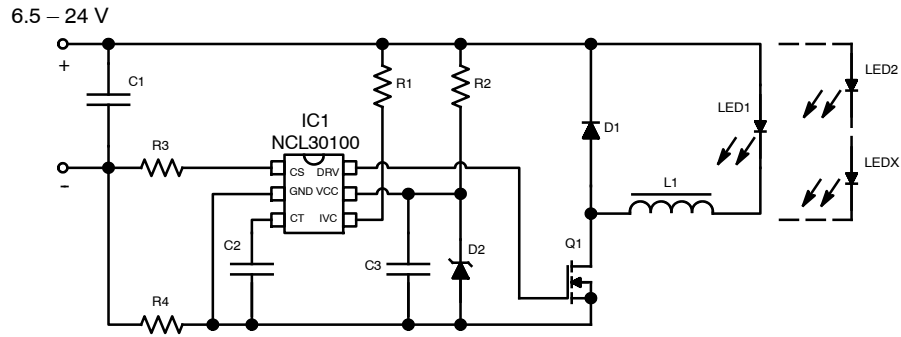 6.5 – 24 V
+
C1
R1
R2
LED2
IC1
NCL30100
LED1
D1
R3
-
CS DRV
GND VCC
CT IVC
L1
LEDX
C2
C3
D2
Q1
R4